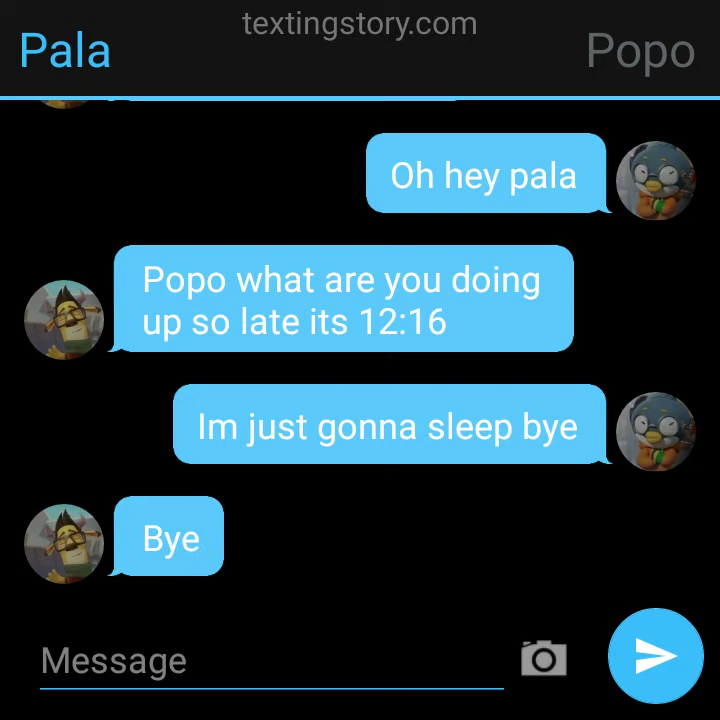 textingstory.com
Pala
Popo
Oh hey pala
Popo what are you doing
up so late its 12:16
Im just gonna sleep bye
Bye
Message